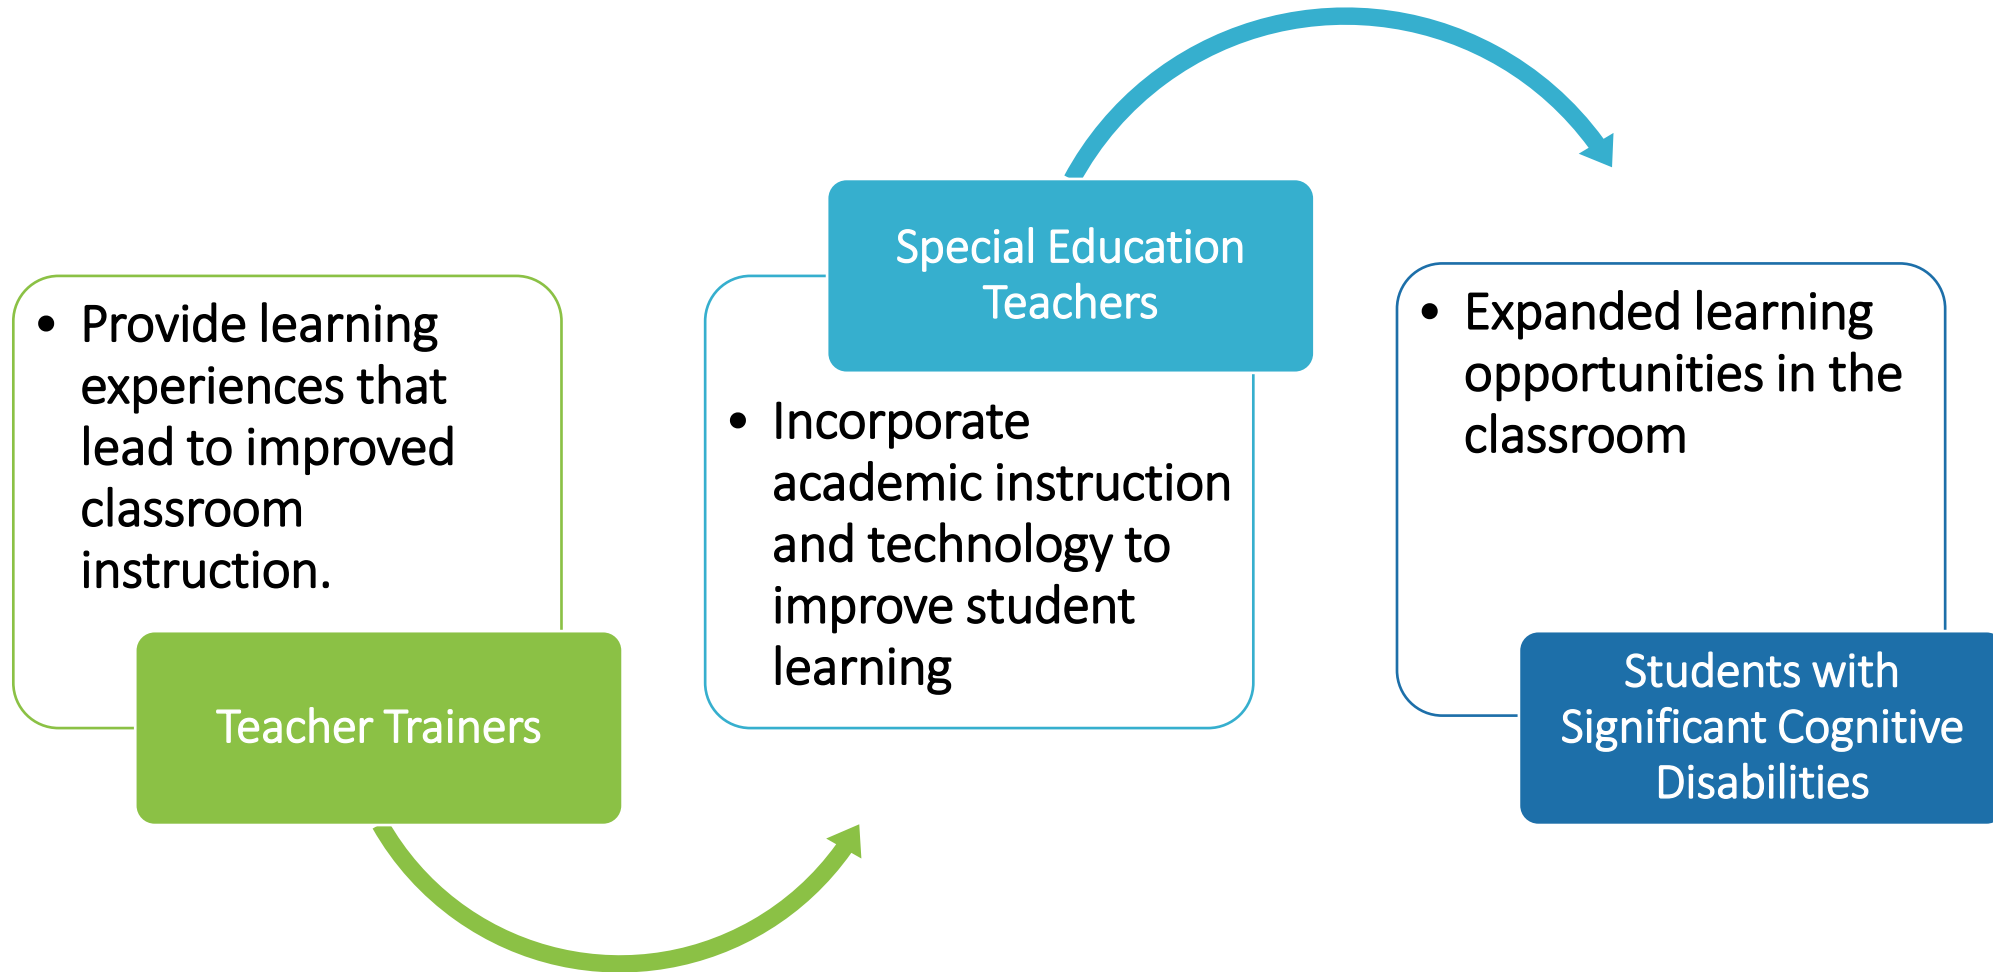 • Provide learning
experiences that
lead to improved
classroom
instruction.
Teacher Trainers
Special Education
Teachers
• Incorporate
academic instruction
and technology to
improve student
learning
• Expanded learning
opportunities in the
classroom
Students with
Significant Cognitive
Disabilities